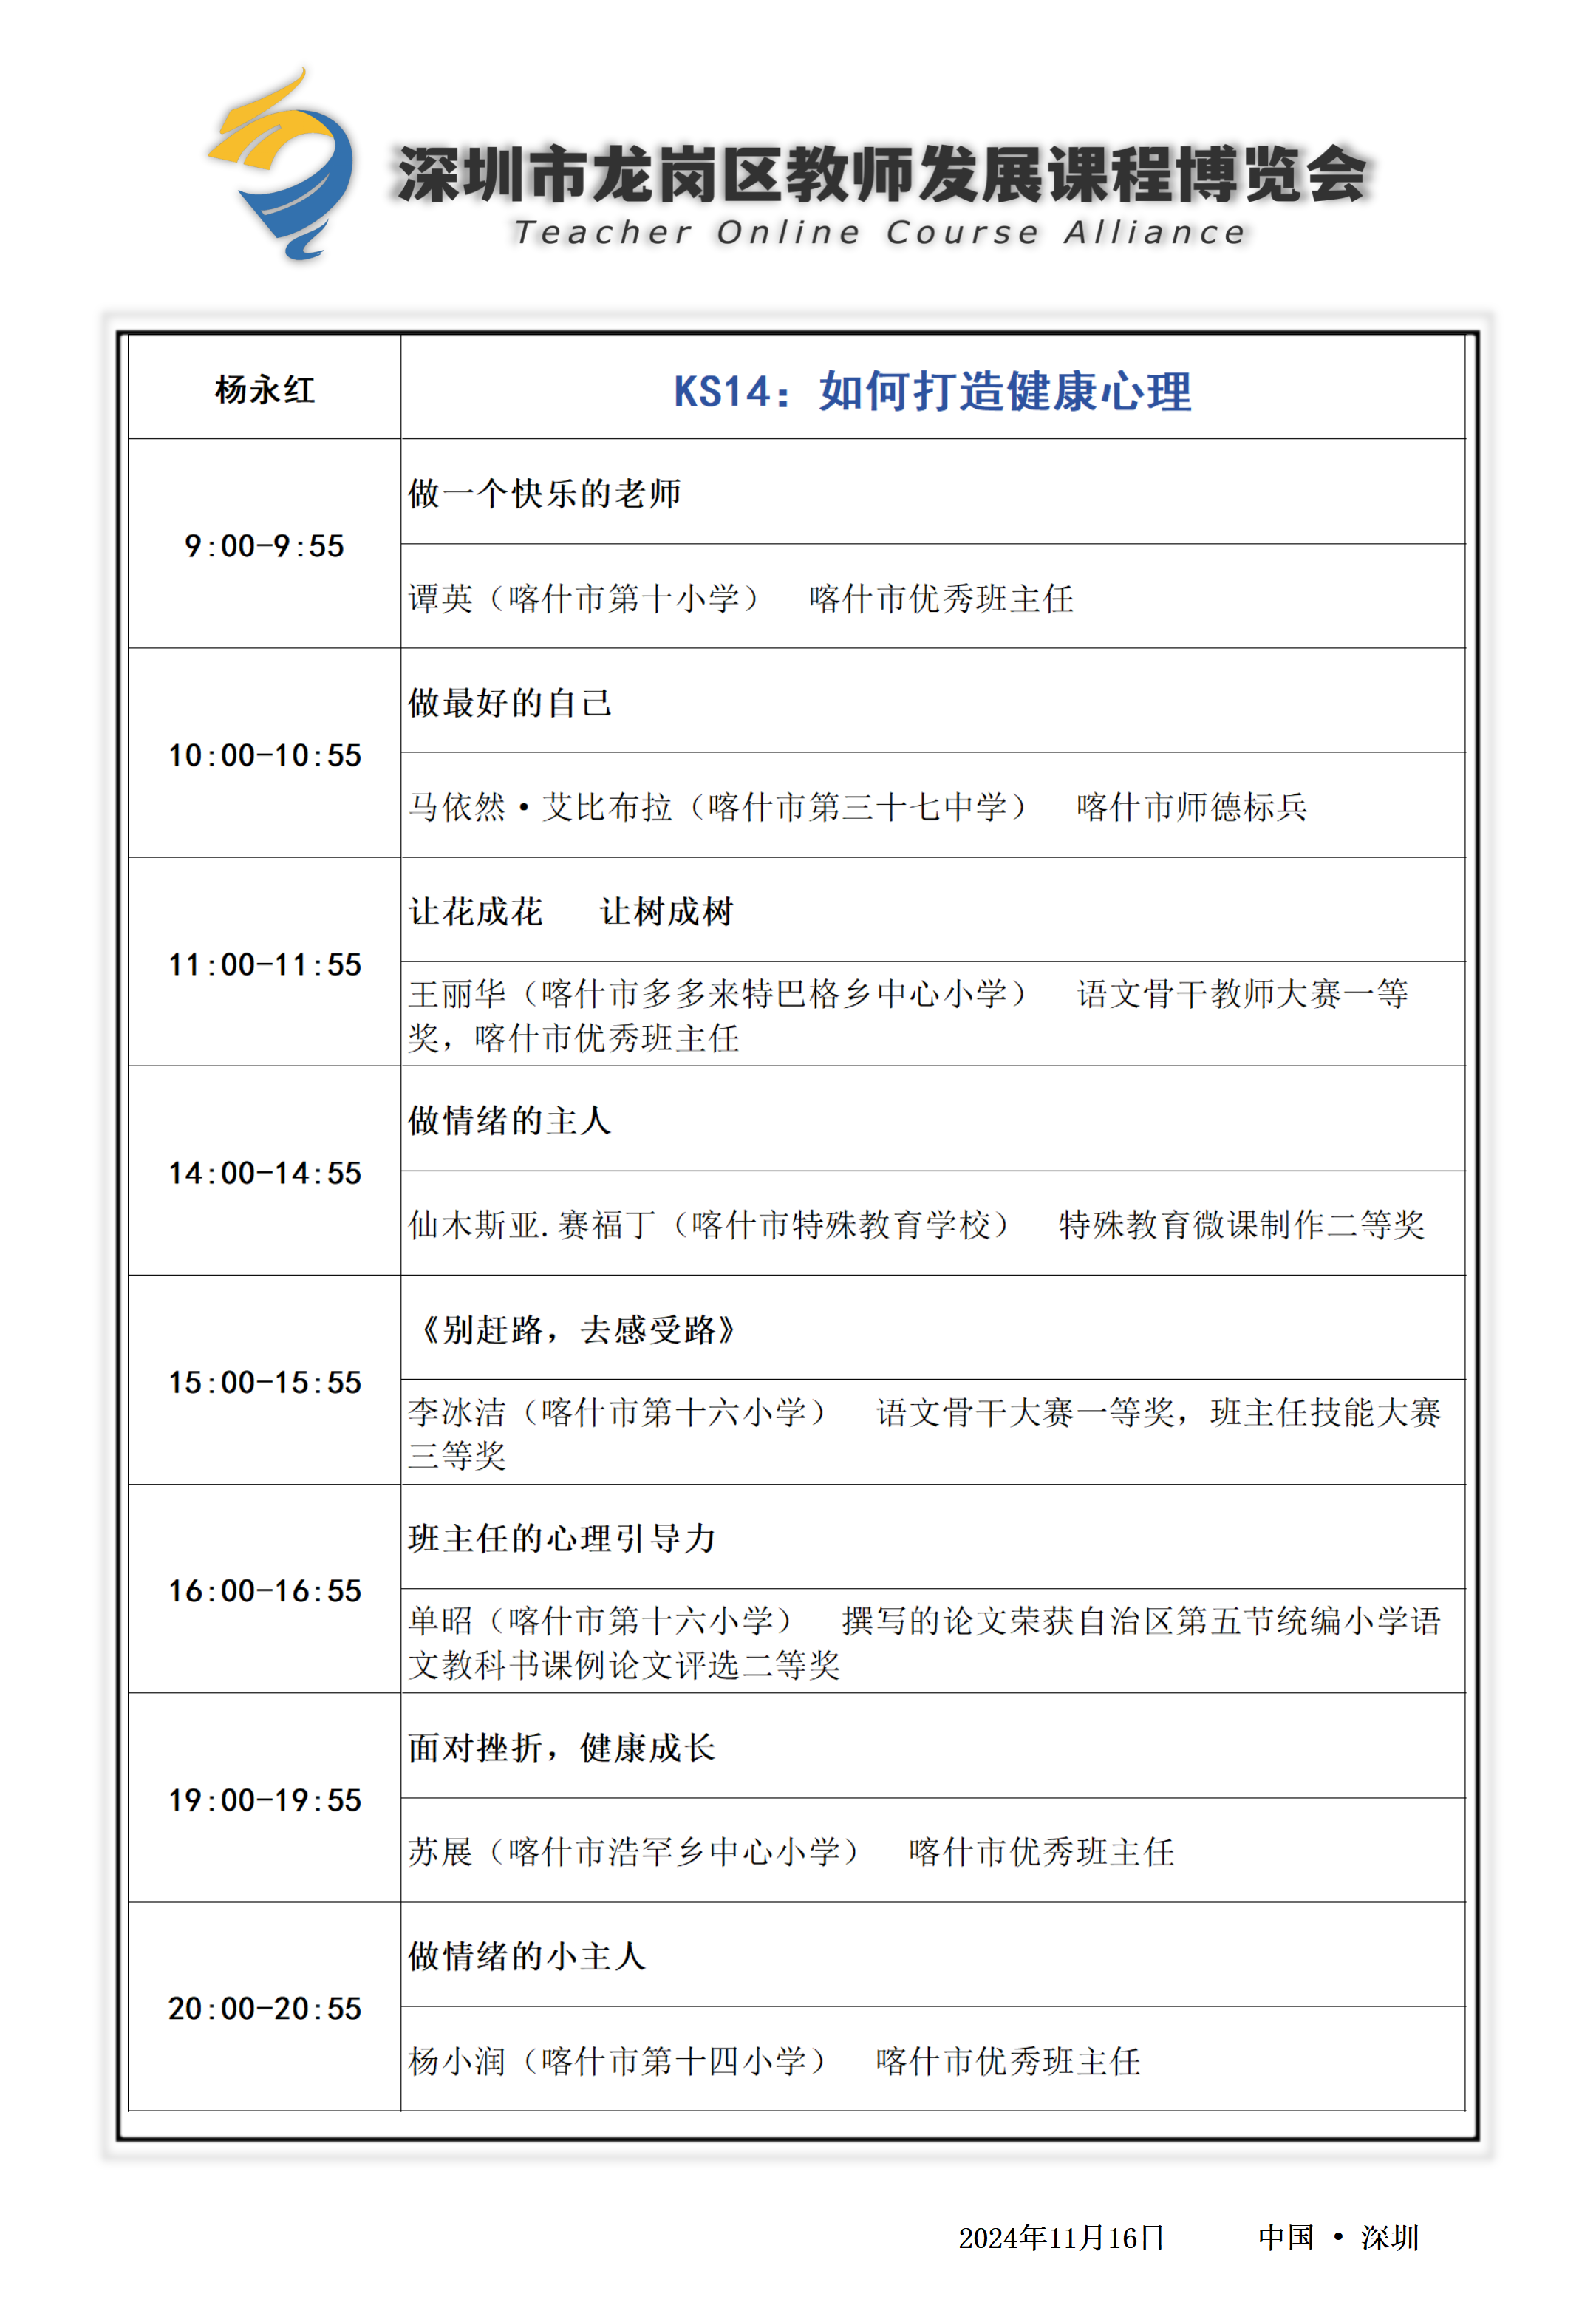 深圳市龙岗区教师发展课程博览会
Teacher Online Course Alliance
杨永红
KS14：如何打造健康心理
9:00-9:55
做一个快乐的老师
谭英（喀什市第十小学）　喀什市优秀班主任
10:00-10:55
做最好的自己
马依然·艾比布拉（喀什市第三十七中学）　喀什市师德标兵
11:00-11:55
让花成花　 让树成树
王丽华（喀什市多多来特巴格乡中心小学）　语文骨干教师大赛一等
奖，喀什市优秀班主任
14:00-14:55
做情绪的主人
仙木斯亚.赛福丁（喀什市特殊教育学校）　特殊教育微课制作二等奖
15:00-15:55
《别赶路，去感受路》
李冰洁（喀什市第十六小学）　语文骨干大赛一等奖，班主任技能大赛
三等奖
16:00-16:55
班主任的心理引导力
单昭（喀什市第十六小学）　撰写的论文荣获自治区第五节统编小学语
文教科书课例论文评选二等奖
19:00-19:55
面对挫折，健康成长
苏展（喀什市浩罕乡中心小学）　喀什市优秀班主任
20:00-20:55
做情绪的小主人
杨小润（喀什市第十四小学）　喀什市优秀班主任
2024年11月16日　　中国 • 深圳